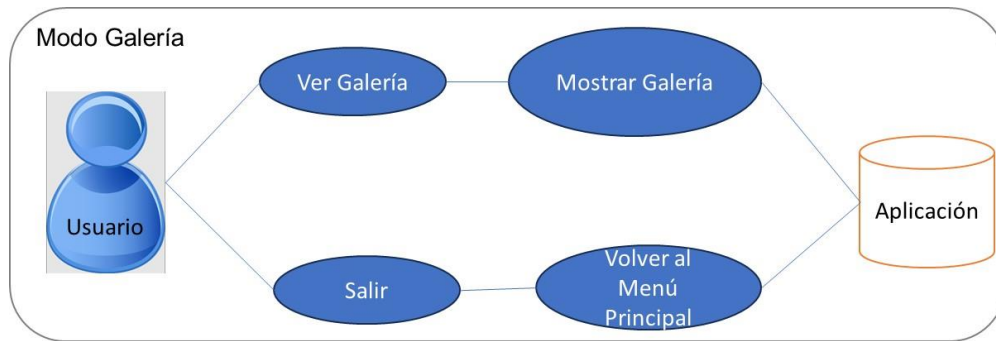 Modo Galería
Ver Galería
Mostrar Galería
Usuario
Aplicación
Salir
Volver al
Menú
Principal